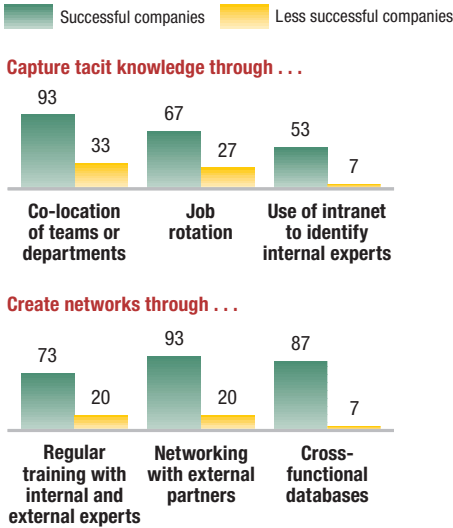 Successful companies Less successful companies
Capture tacit knowledge through . . .
93 33 67 27 53 7
Co-location
of teams or
departments
Job
rotation
Use of intranet
to identify
internal experts
Create networks through . . .
73 20 93 20 87 7
Regular
training with
internal and
external experts
Networking
with external
partners
Cross-
functional
databases